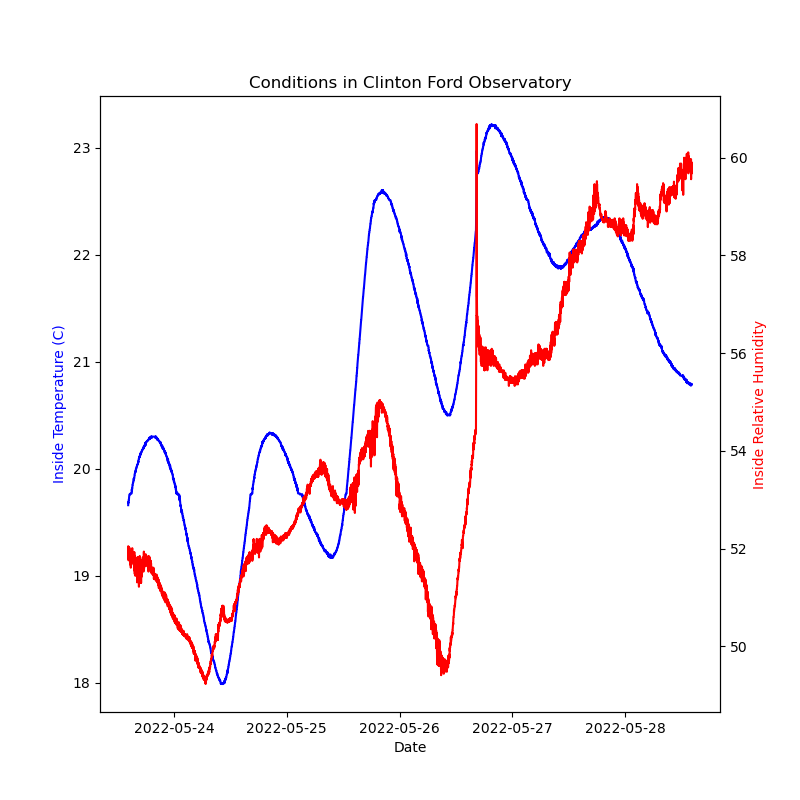 Conditions in Clinton Ford Observatory
Inside Temperature (C)
23
22
21
20
19
18
60
58
56
54
52
50
Inside Relative Humidity
2022-05-24 2022-05-25 2022-05-26 2022-05-27 2022-05-28
Date